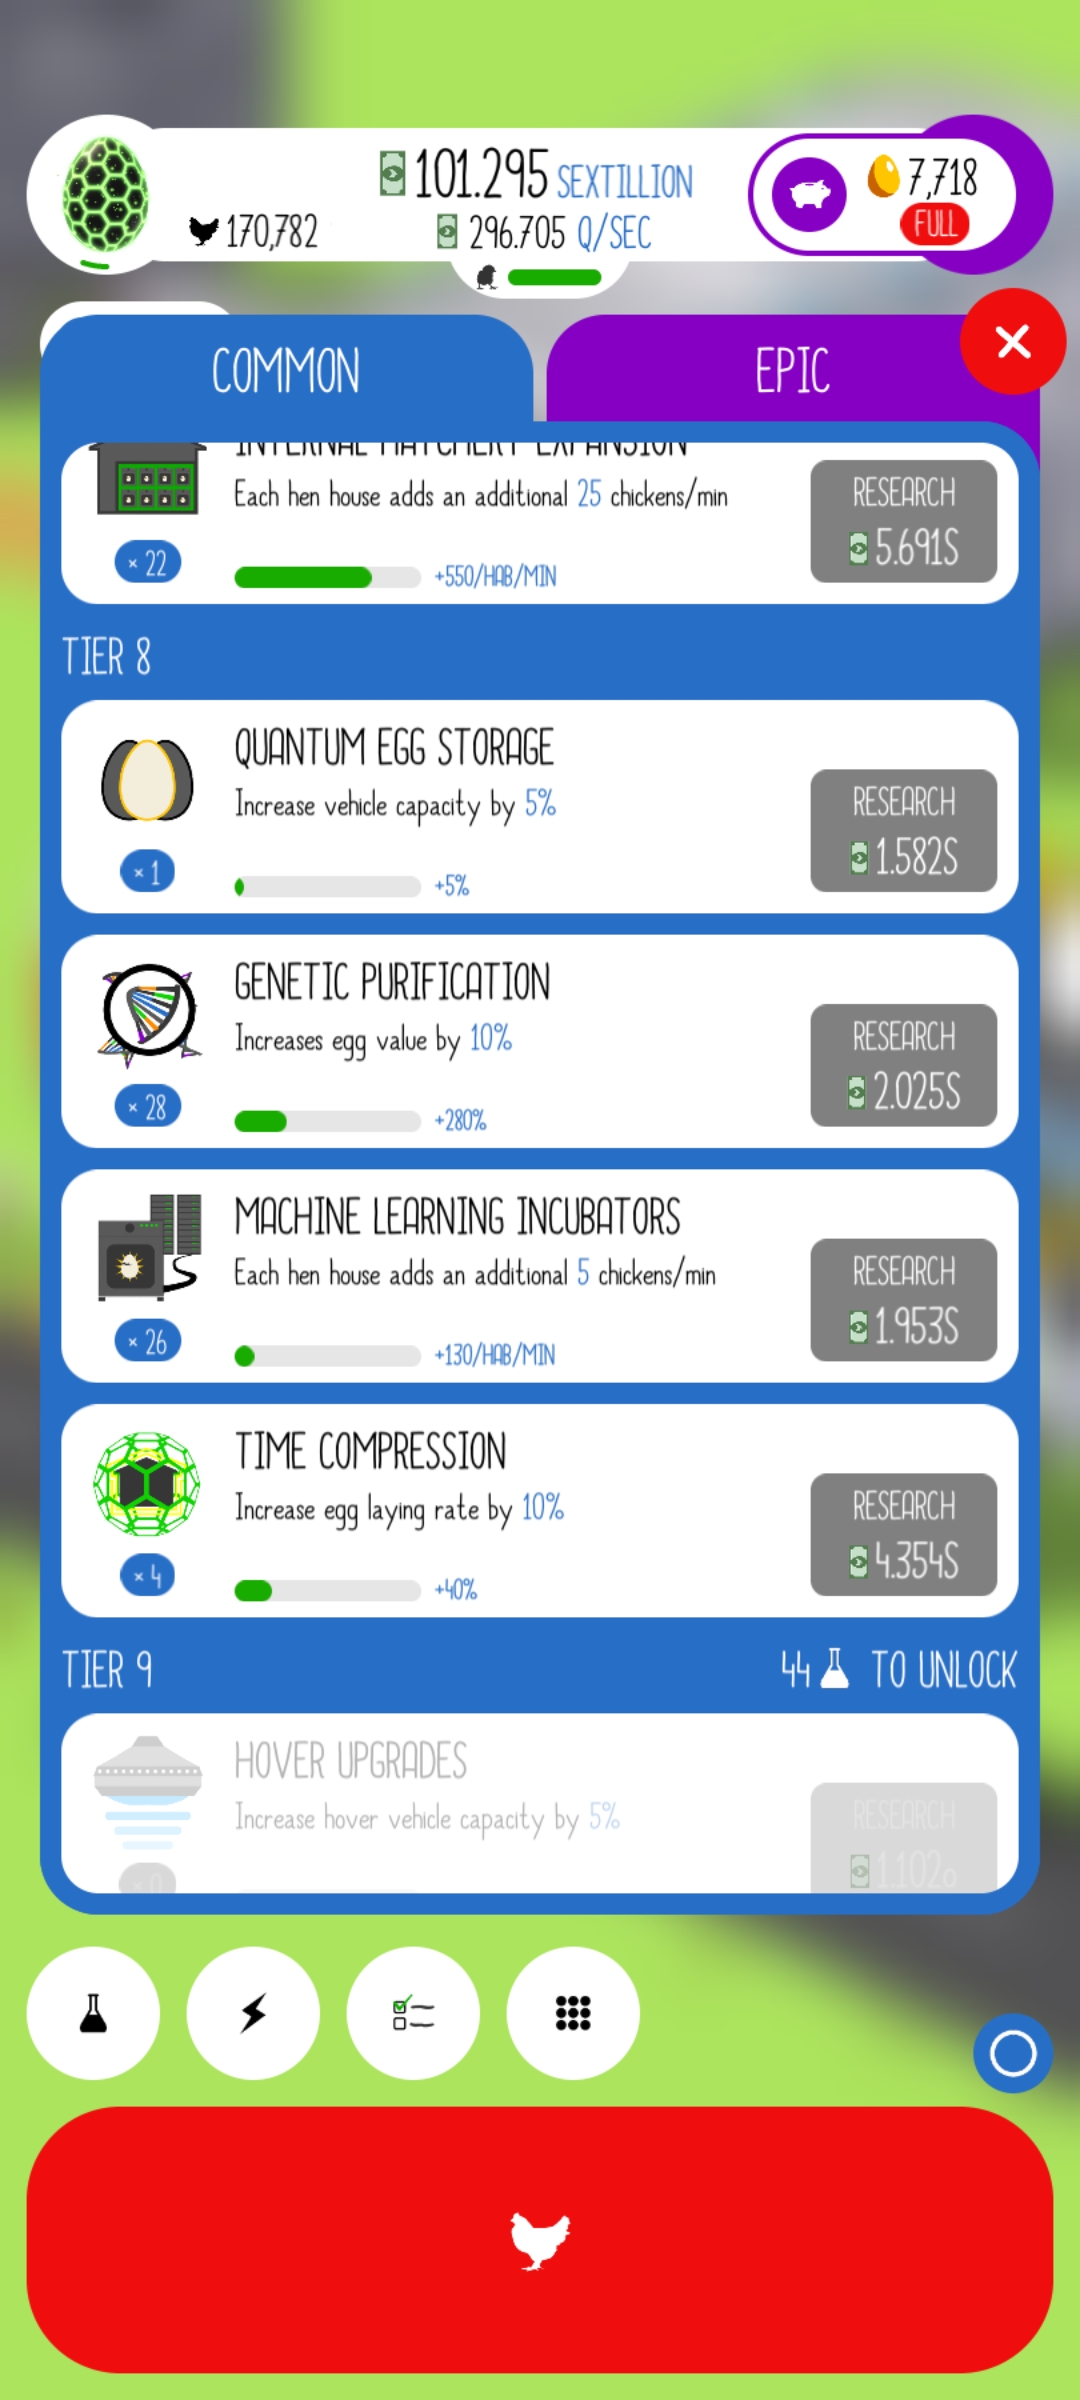 101.295 SEXTILLION
170,782
296.705 Q/SEC
7,718
FULL
COMMON
EPIC
INTERNAL HATCHERY EXPANSION
Each hen house adds an additional 25 chickens/min
× 22
+550/HAB/MIN
RESEARCH
5.691S
TIER 8
QUANTUM EGG STORAGE
Increase vehicle capacity by 5%
× 1
+5%
RESEARCH
1.582S
GENETIC PURIFICATION
Increases egg value by 10%
× 28
+280%
RESEARCH
2.025S
MACHINE LEARNING INCUBATORS
Each hen house adds an additional 5 chickens/min
× 26
+130/HAB/MIN
RESEARCH
1.953S
TIME COMPRESSION
Increase egg laying rate by 10%
× 4
+40%
RESEARCH
4.354S
TIER 9
44 TO UNLOCK
HOVER UPGRADES
Increase hover vehicle capacity by 5%
× 0
RESEARCH
1.102o